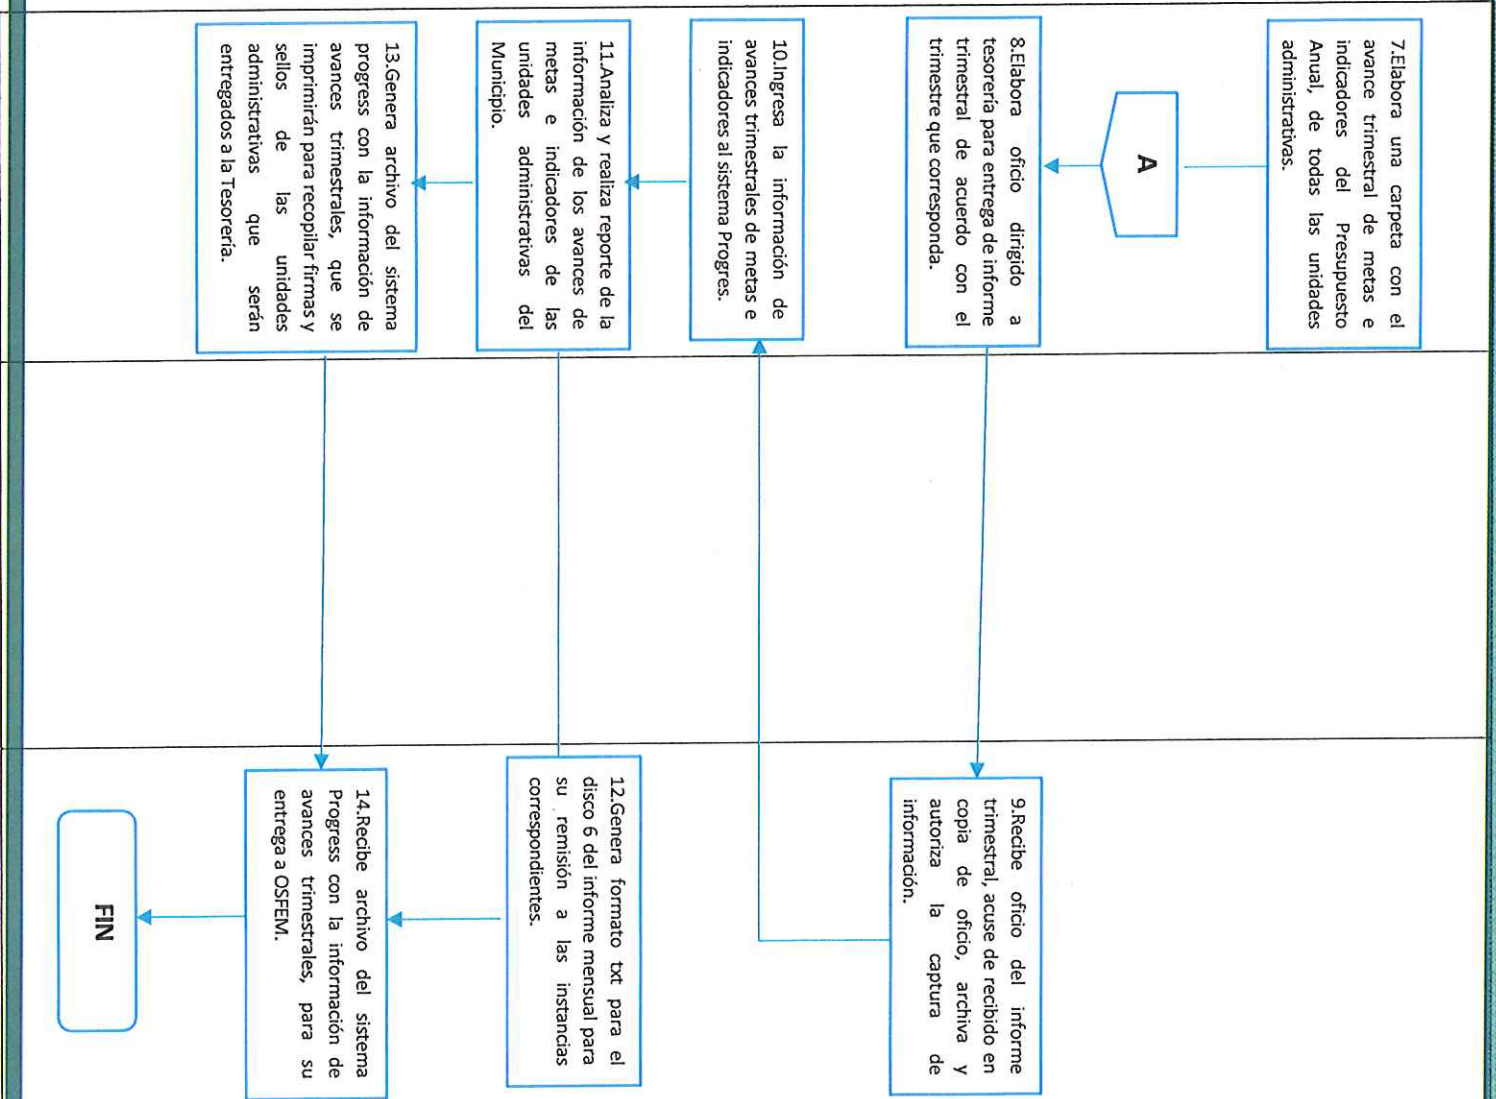 7.Elabora una carpeta con el
avance trimestral de metas e
indicadores del Presupuesto
Anual, de todas las unidades
administrativas.
A
8.Elabora oficio dirigido a
tesorería para entrega de informe
trimestral de acuerdo con el
trimestre que corresponda.
9.Recibe oficio del informe
trimestral, acuse de recibido en
copia de oficio, archiva y
autoriza la captura de
información.
10.Ingresa la información de
avances trimestrales de metas e
indicadores al sistema Progres.
11.Analiza y realiza reporte de la
información de los avances de
metas e indicadores de las
unidades administrativas del
Municipio.
12.Genera formato txt para el
disco 6 del informe mensual para
su remisión a las instancias
correspondientes.
13.Genera archivo del sistema
progress con la información de
avances trimestrales, que se
imprimirán para recopilar firmas y
sellos de las unidades
administrativas que serán
entregados a la Tesorería.
14.Recibe archivo del sistema
Progress con la información de
avances trimestrales, para su
entrega a OSFEM.
FIN